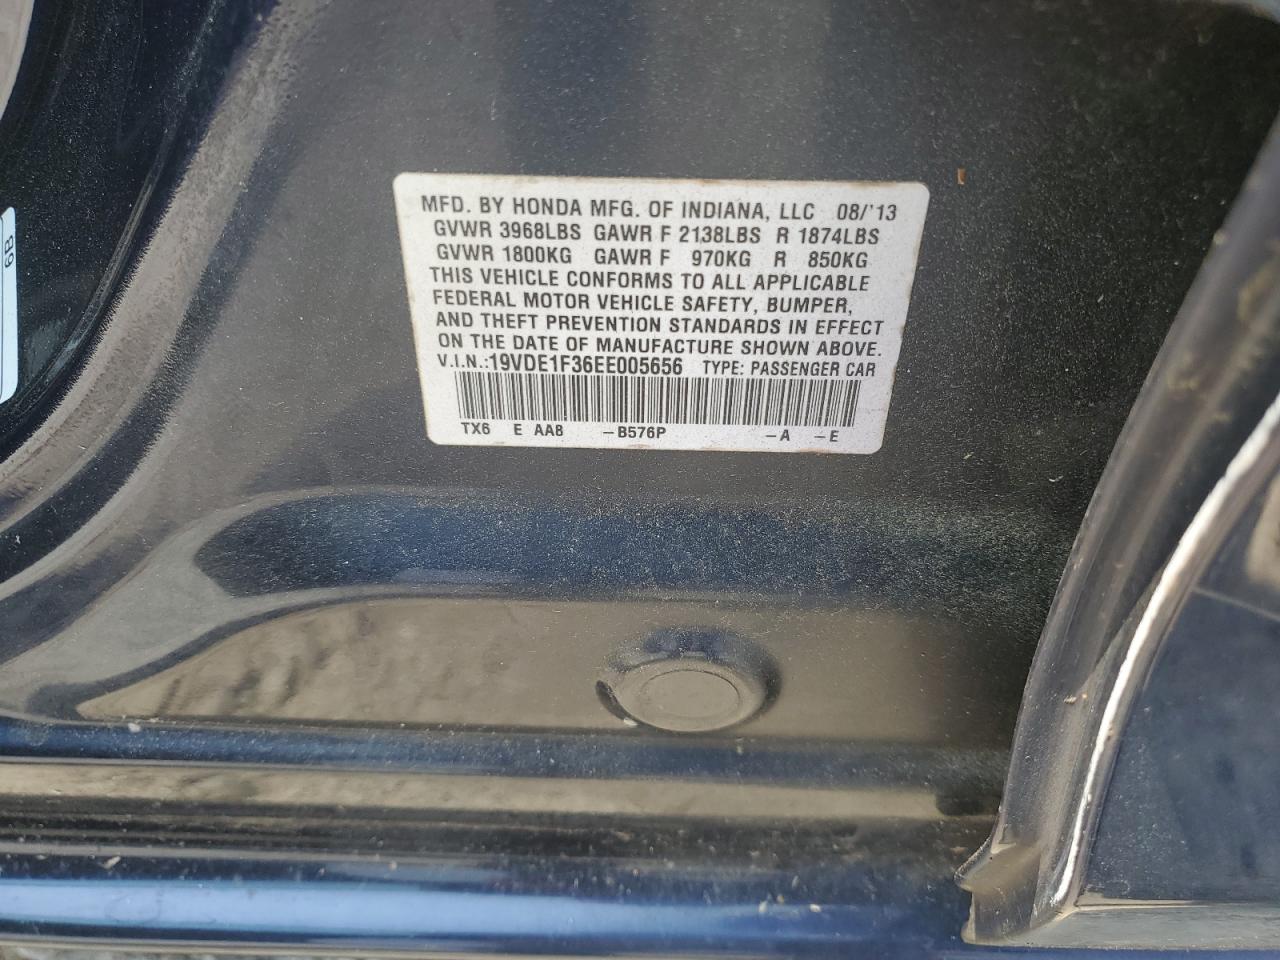 MFD. BY HONDA MFG. OF INDIANA, LLC 08/'13
GVWR 3968LBS GAWR F 2138LBS R 1874LBS
GVWR 1800KG GAWR F 970KG R 850KG
THIS VEHICLE CONFORMS TO ALL APPLICABLE
FEDERAL MOTOR VEHICLE SAFETY, BUMPER,
AND THEFT PREVENTION STANDARDS IN EFFECT
ON THE DATE OF MANUFACTURE SHOWN ABOVE.
V.I.N.:19VDE1F36EE005656 TYPE: PASSENGER CAR
TX6 E AA8 -B576P -A -E
6B